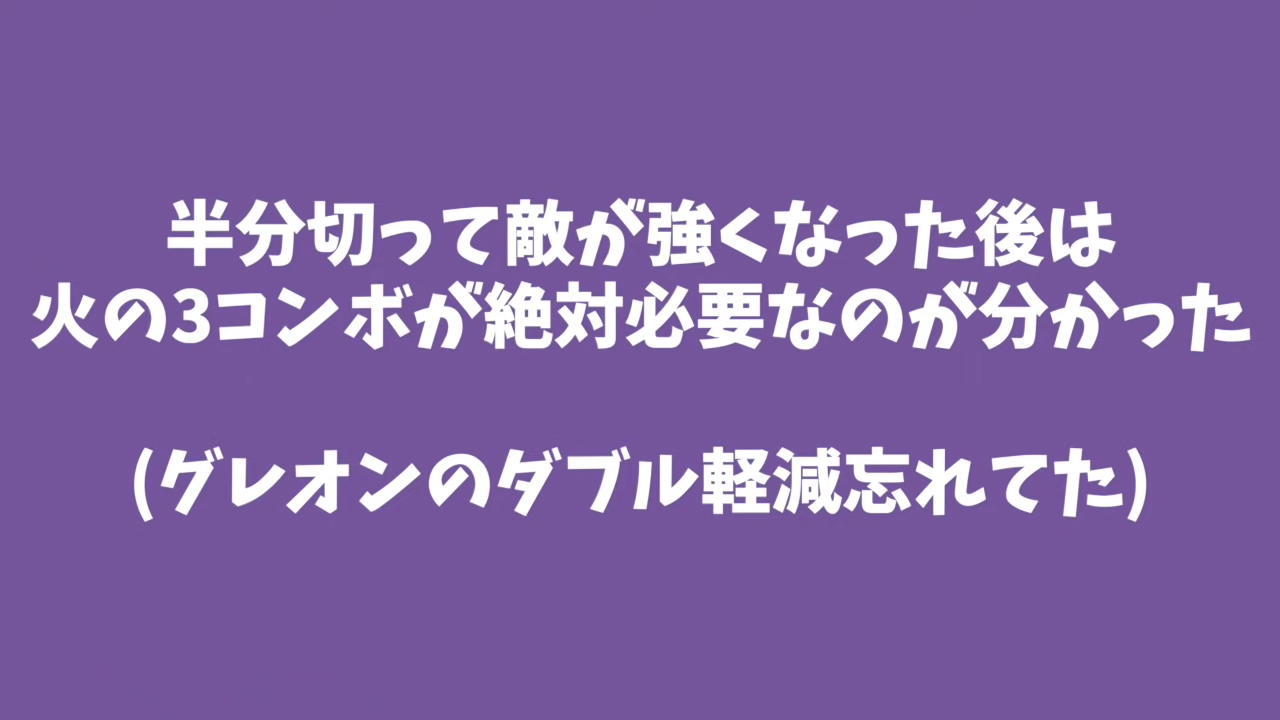 半分切って敵が強くなった後は
火の3コンボが絶対必要なのが分かった
(グレオンのダブル軽減忘れてた)